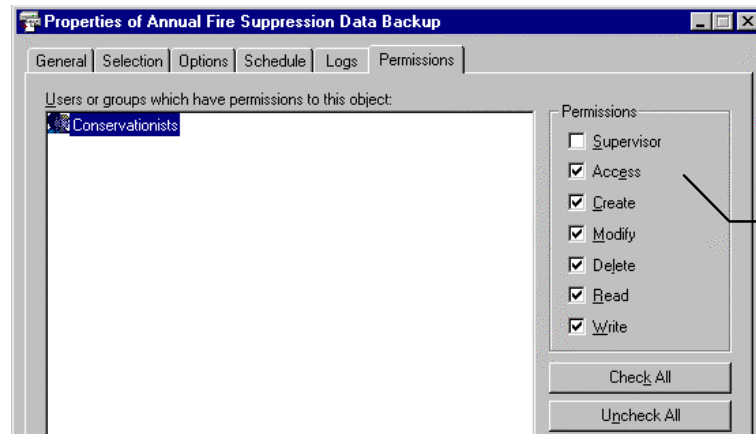 Properties of Annual Fire Suppression Data Backup
General Selection Options Schedule Logs Permissions
Users or groups which have permissions to this object:
Conservationists
Permissions
Supervisor
Access
Create
Modify
Delete
Read
Write
Check All
Uncheck All